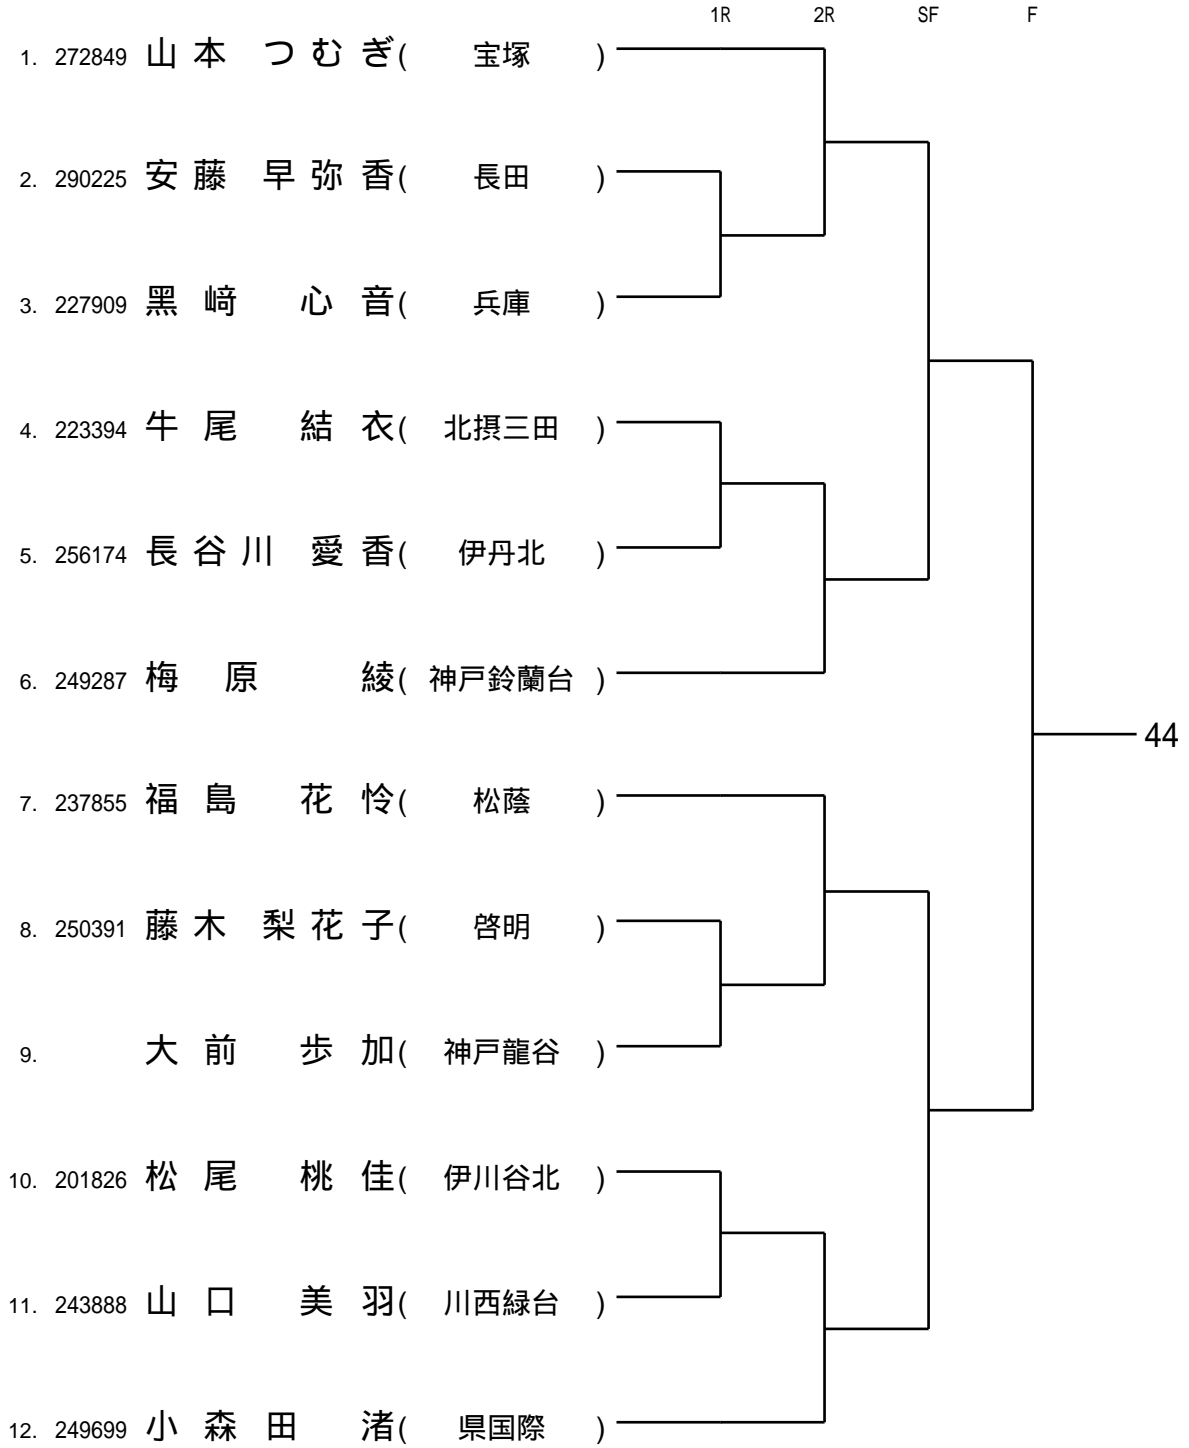 1R 2R SF F
1. 272849 山本 つむぎ( 宝塚 )
2. 290225 安藤 早弥香( 長田 )
3. 227909 黒﨑 心音( 兵庫 )
4. 223394 牛尾 結衣( 北摂三田 )
5. 256174 長谷川 愛香( 伊丹北 )
6. 249287 梅原 綾( 神戸鈴蘭台 )
44
7. 237855 福島 花怜( 松蔭 )
8. 250391 藤木 梨花子( 啓明 )
9. 大前 歩加( 神戸龍谷 )
10. 201826 松尾 桃佳( 伊川谷北 )
11. 243888 山口 美羽( 川西緑台 )
12. 249699 小森田 渚( 県国際 )